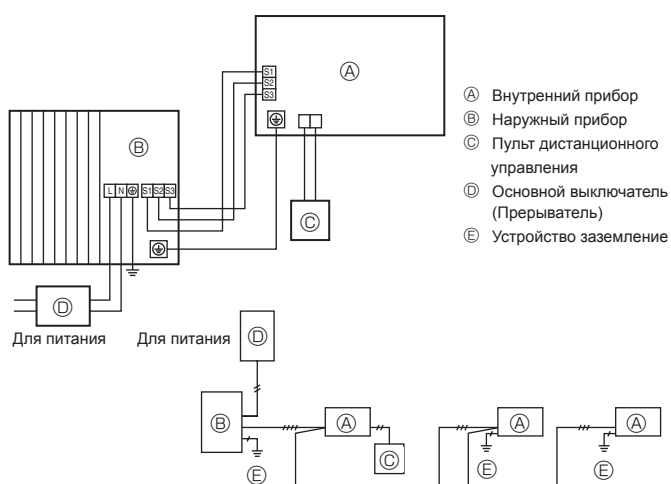 S1
S2
S3
Ⓐ
Ⓑ
L N S1 S2 S3
Ⓒ
Ⓓ
Для питания
Ⓐ Внутренний прибор
Ⓑ Наружный прибор
Ⓒ Пульт дистанционного
управления
Ⓓ Основной выключатель
(Прерыватель)
Ⓔ Устройство заземление
Для питания
Ⓓ
Ⓑ
Ⓐ
Ⓒ
Ⓔ
Ⓐ
Ⓔ
Ⓐ
Ⓔ